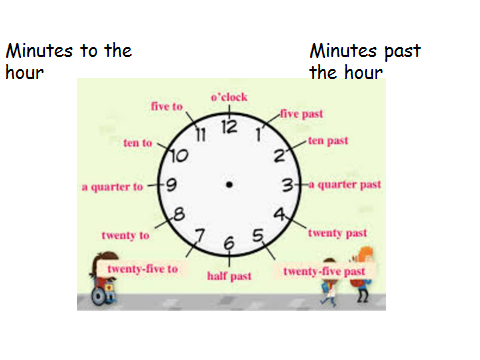 Minutes to the
hour
Minutes past
the hour
o'clock
five to
five past
ten to
ten past
a quarter to
a quarter past
twenty to
twenty past
twenty-five to
twenty-five past
half past
12
11
1
10
2
9
3
8
4
7
5
6